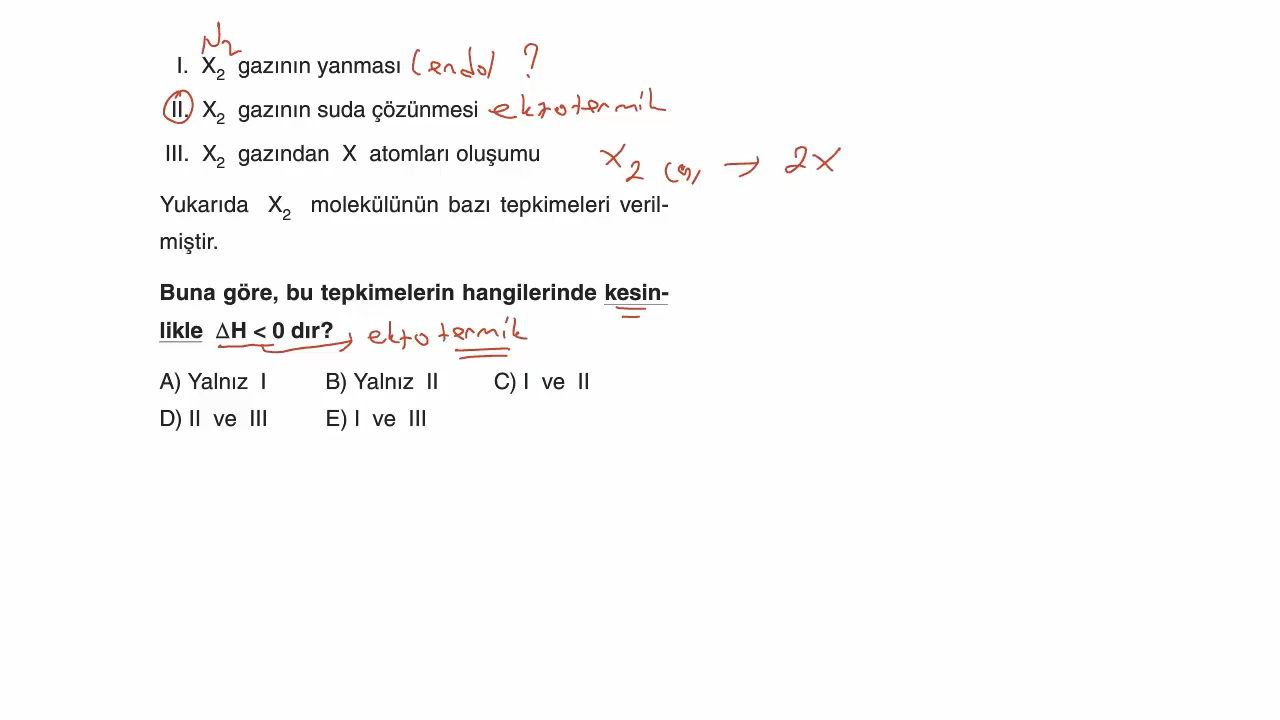 N2
I. X2 gazının yanması (endo) ?
II. X2 gazının suda çözünmesi ekzotermik
III. X2 gazından X atomları oluşumu X2 (g) → 2X
Yukarıda X2 molekülünün bazı tepkimeleri veril-
miştir.
Buna göre, bu tepkimelerin hangilerinde kesin-
likle ΔH < 0 dır? ekzotermik
A) Yalnız I B) Yalnız II C) I ve II
D) II ve III E) I ve III